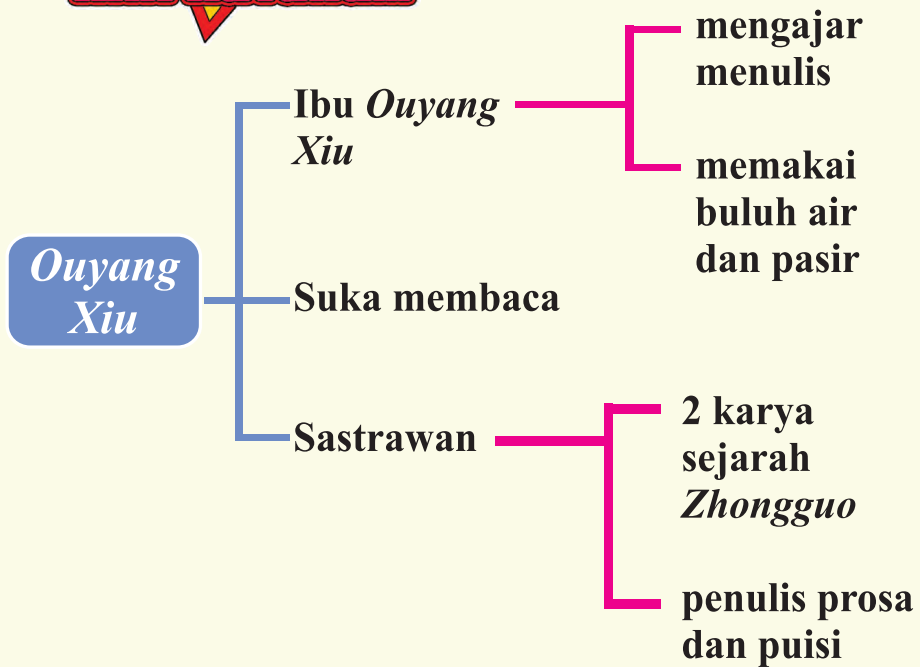 mengajar
menulis
Ibu Ouyang
Xiu
memakai
buluh air
dan pasir
Ouyang
Xiu
Suka membaca
Sastrawan
2 karya
sejarah
Zhongguo
penulis prosa
dan puisi